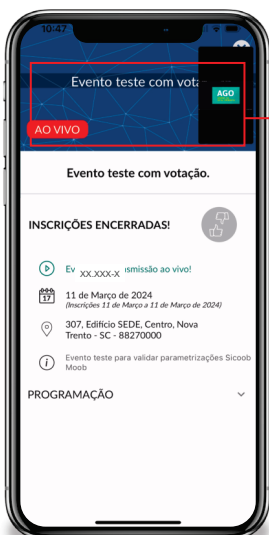 10:47
Evento teste com vota
AGO
AO VIVO
Evento teste com votação.
INSCRIÇÕES ENCERRADAS!
Ev XX.XXX-X smissão ao vivo!
17
11 de Março de 2024
(Inscrições 11 de Março a 11 de Março de 2024)
307, Edifício SEDE, Centro, Nova
Trento - SC - 88270000
i
Evento teste para validar parametrizações Sicoob
Moob
PROGRAMAÇÃO